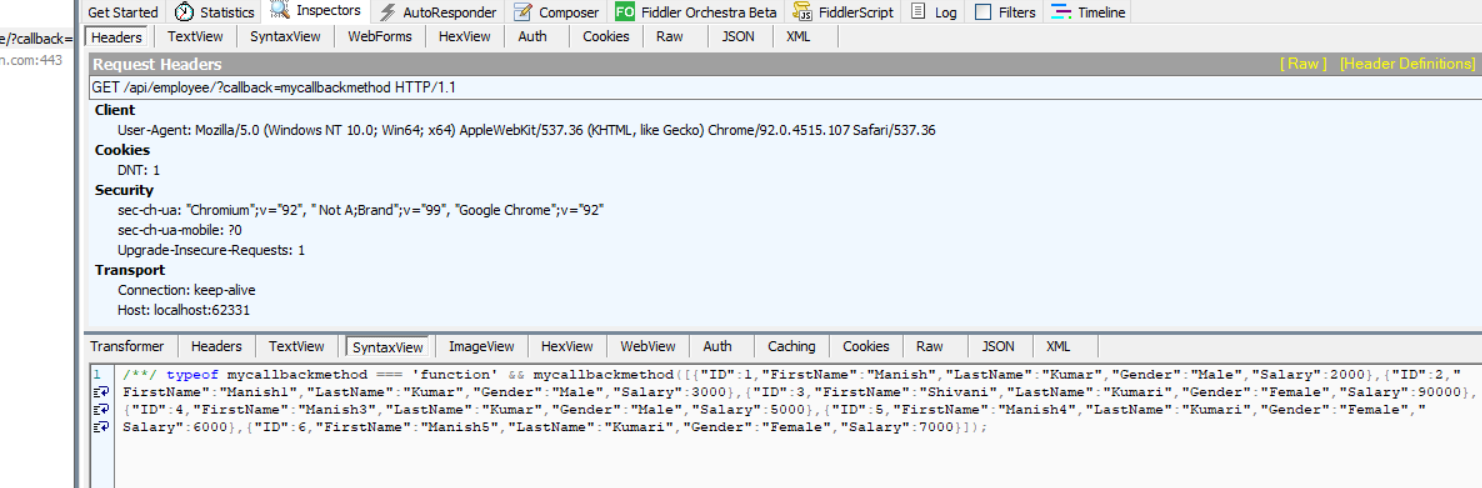 Get Started Statistics Inspectors AutoResponder Composer FO Fiddler Orchestra Beta FiddlerScript Log Filters Timeline
e/?callback= Headers TextView SyntaxView WebForms HexView Auth Cookies Raw JSON XML
n.com:443 Request Headers [ Raw ] [Header Definitions]
GET /api/employee/?callback=mycallbackmethod HTTP/1.1
Client
User-Agent: Mozilla/5.0 (Windows NT 10.0; Win64; x64) AppleWebKit/537.36 (KHTML, like Gecko) Chrome/92.0.4515.107 Safari/537.36
Cookies
DNT: 1
Security
sec-ch-ua: "Chromium";v="92", " Not A;Brand";v="99", "Google Chrome";v="92"
sec-ch-ua-mobile: ?0
Upgrade-Insecure-Requests: 1
Transport
Connection: keep-alive
Host: localhost:62331
Transformer Headers TextView SyntaxView ImageView HexView WebView Auth Caching Cookies Raw JSON XML
1 /**/ typeof mycallbackmethod === 'function' && mycallbackmethod([{"ID":1,"FirstName":"Manish","LastName":"Kumar","Gender":"Male","Salary":2000},{"ID":2,"
FirstName":"Manish1","LastName":"Kumar","Gender":"Male","Salary":3000},{"ID":3,"FirstName":"Shivani","LastName":"Kumari","Gender":"Female","Salary":90000},
{"ID":4,"FirstName":"Manish3","LastName":"Kumar","Gender":"Male","Salary":5000},{"ID":5,"FirstName":"Manish4","LastName":"Kumari","Gender":"Female","
Salary":6000},{"ID":6,"FirstName":"Manish5","LastName":"Kumari","Gender":"Female","Salary":7000}]);